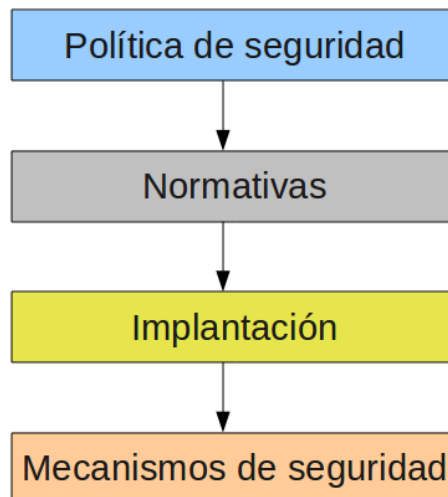 Política de seguridad
Normativas
Implantación
Mecanismos de seguridad